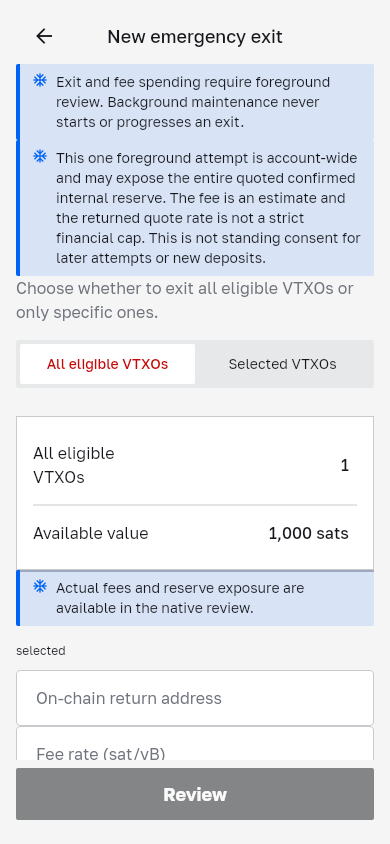 New emergency exit
Exit and fee spending require foreground
review. Background maintenance never
starts or progresses an exit.
This one foreground attempt is account-wide
and may expose the entire quoted confirmed
internal reserve. The fee is an estimate and
the returned quote rate is not a strict
financial cap. This is not standing consent for
later attempts or new deposits.
Choose whether to exit all eligible VTXOs or
only specific ones.
All eligible VTXOs
Selected VTXOs
All eligible
VTXOs
1
Available value
1,000 sats
Actual fees and reserve exposure are
available in the native review.
selected
On-chain return address
Fee rate (sat/vB)
Review